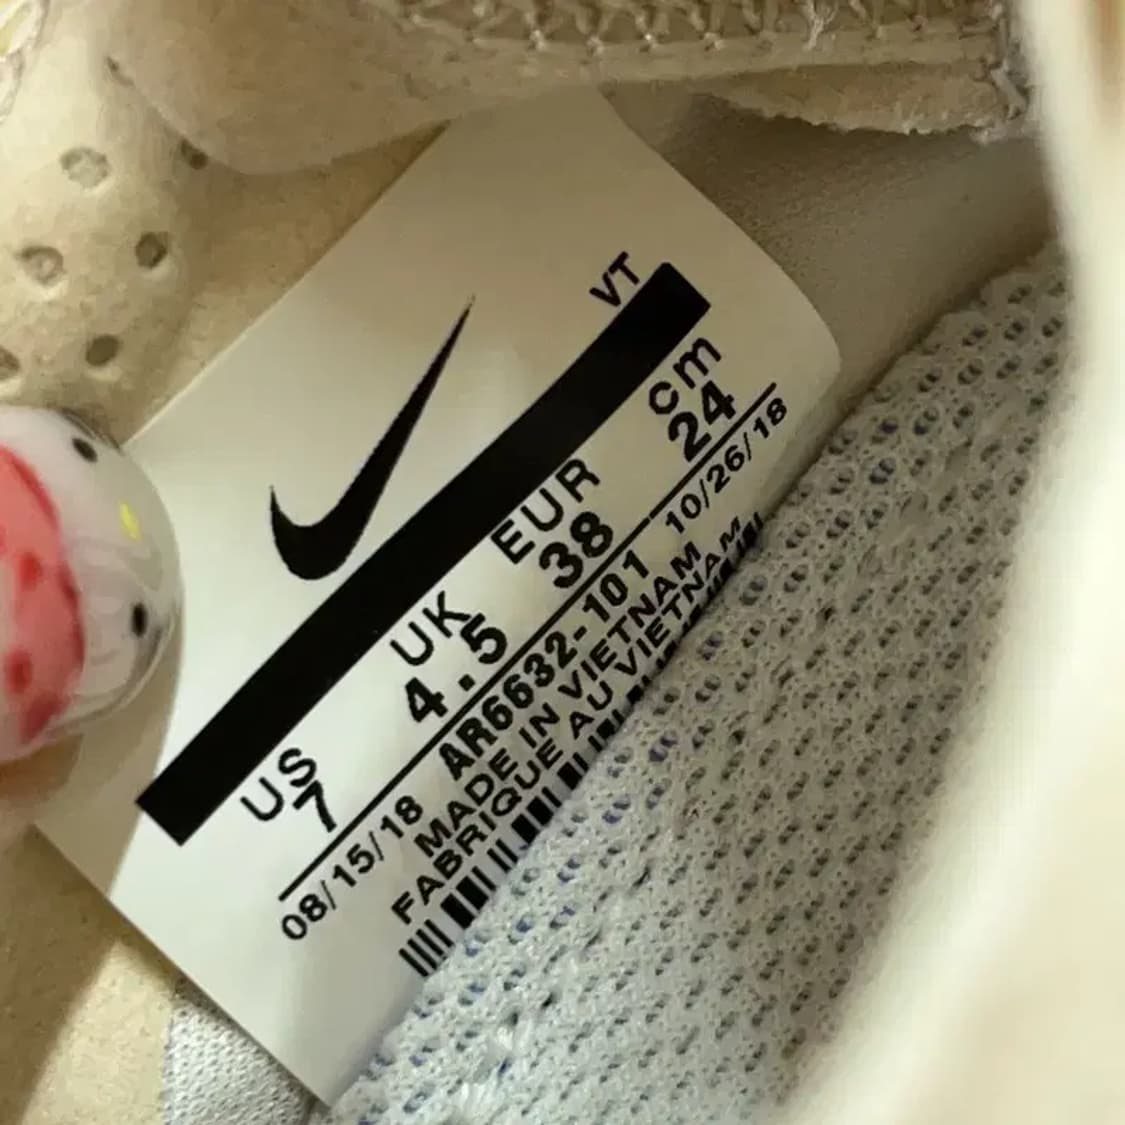 VT
US UK EUR cm
7 4.5 38 24
08/15/18 AR6632-101 10/26/18
MADE IN VIETNAM
FABRIQUE AU VIETNAM